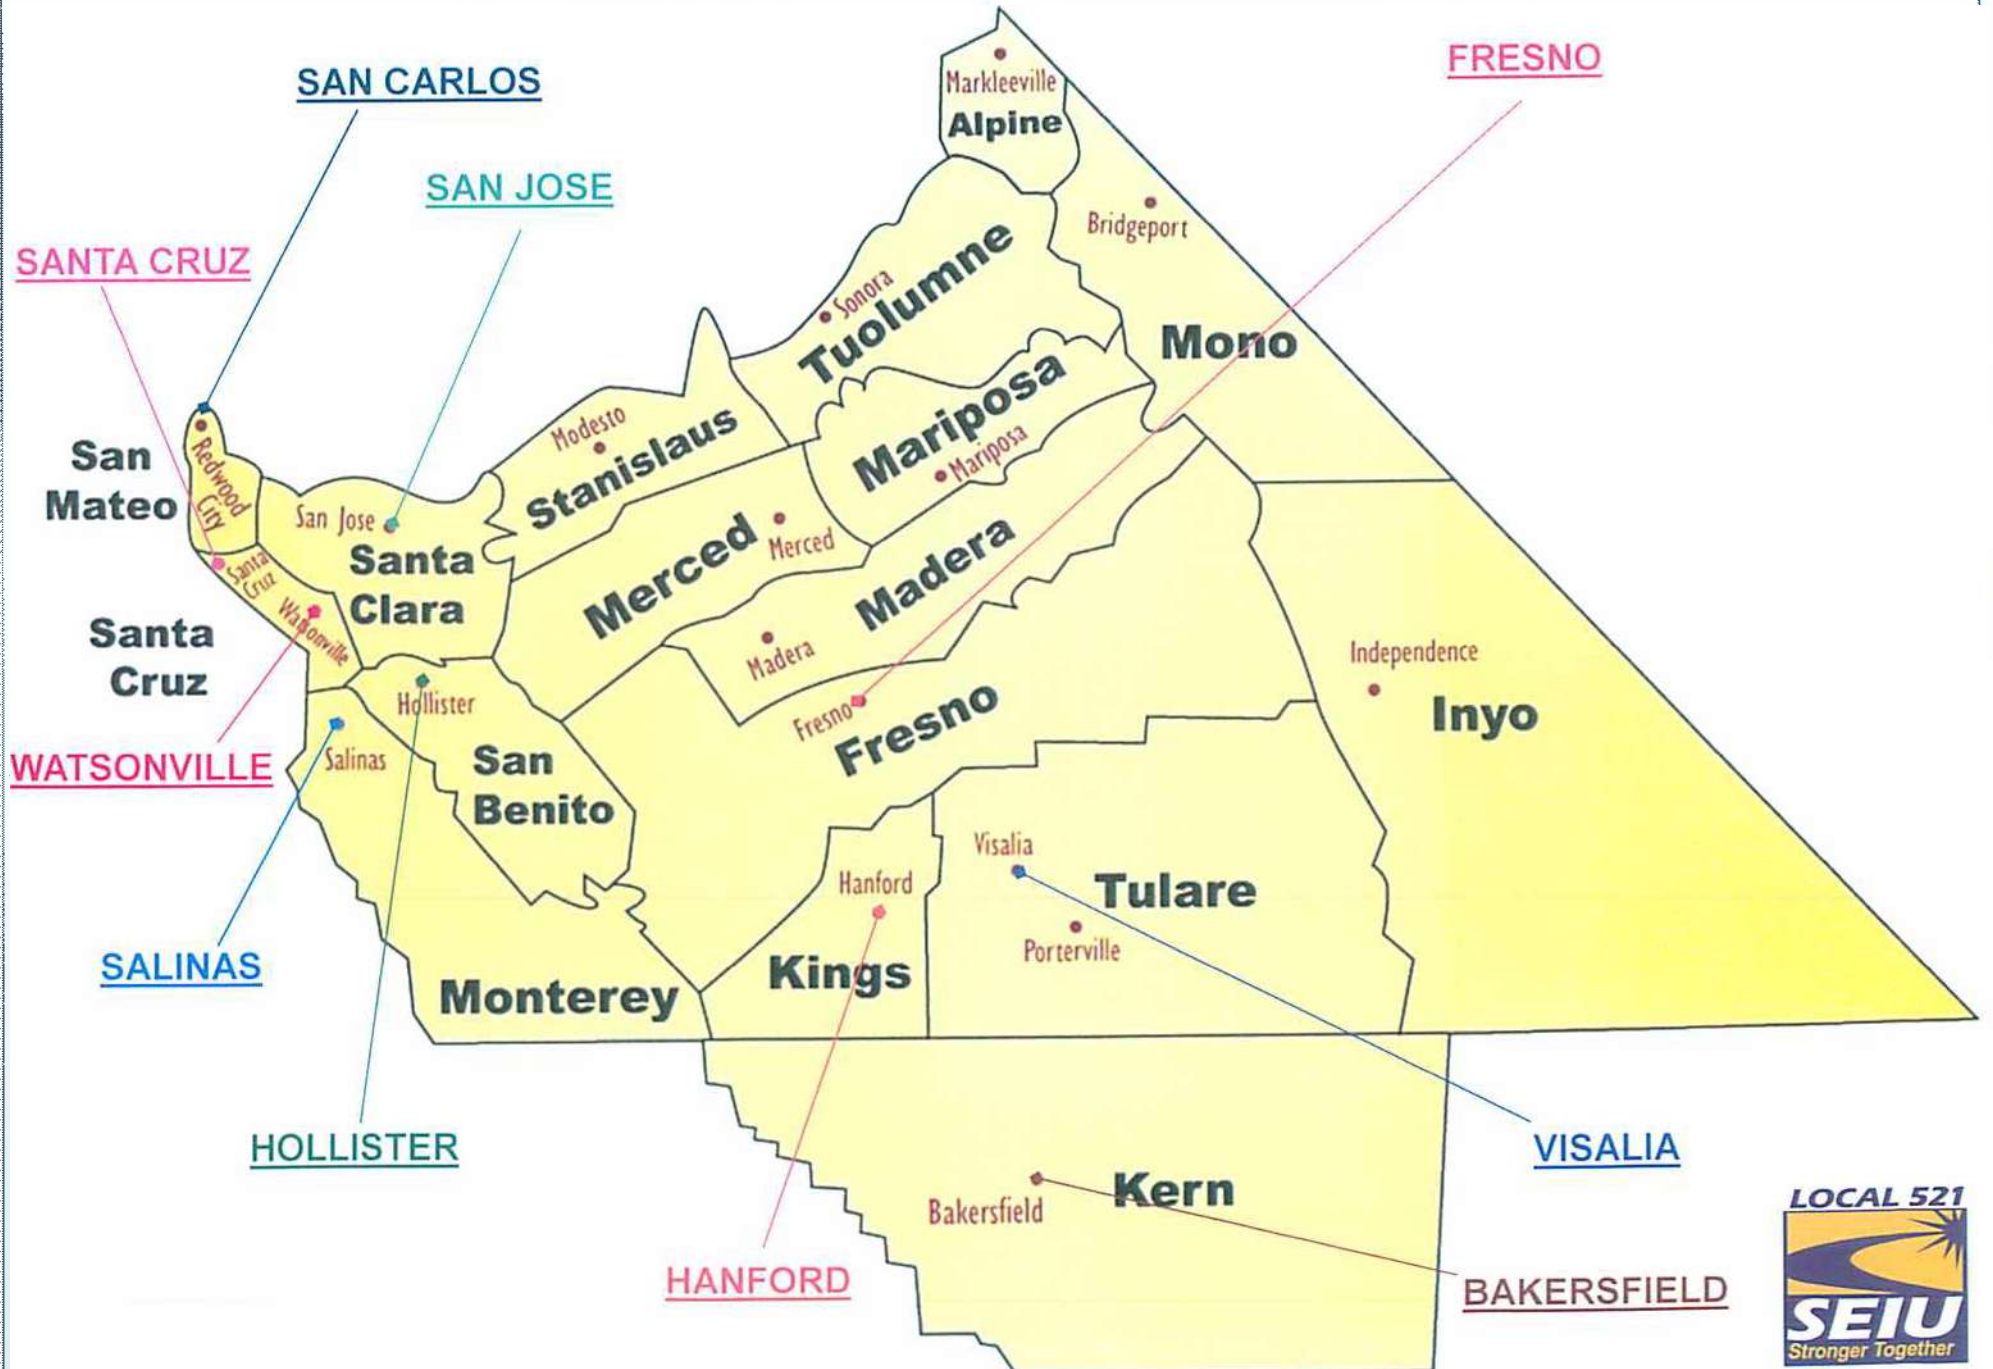 FRESNO
SAN CARLOS
Markleeville
Alpine
SAN JOSE
Bridgeport
SANTA CRUZ
Sonora
Tuolumne
Mono
Mariposa
Mariposa
Modesto
Stanislaus
San
Mateo
Redwood
City
San Jose
Santa
Clara
Merced
Merced
Madera
Madera
Santa
Cruz
Watsonville
Santa
Cruz
Independence
Inyo
Hollister
Fresno
Fresno
WATSONVILLE
Salinas
San
Benito
Visalia
Tulare
Hanford
Porterville
SALINAS
Kings
Monterey
HOLLISTER
VISALIA
Kern
Bakersfield
HANFORD
BAKERSFIELD
LOCAL 521
SEIU
Stronger Together